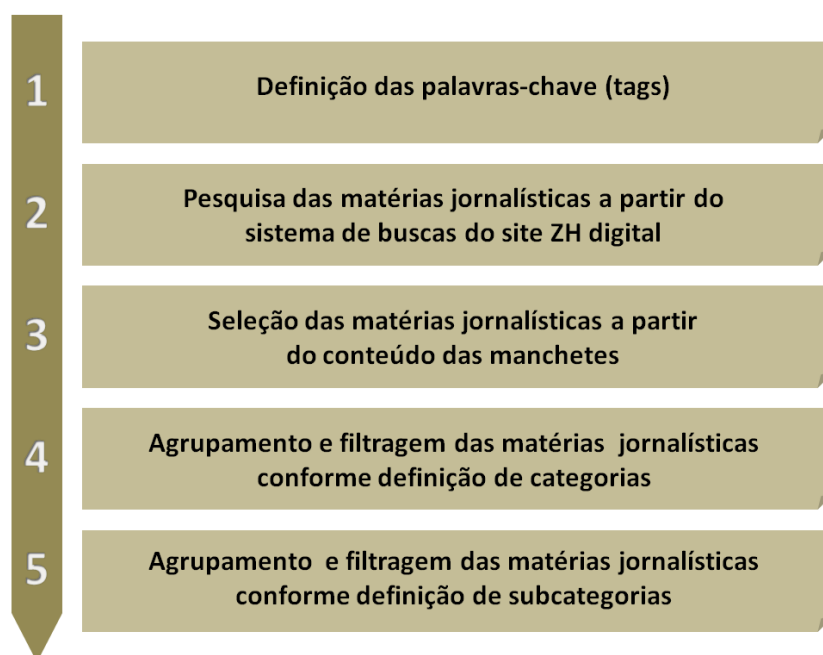 1
Definição das palavras-chave (tags)
2
Pesquisa das matérias jornalísticas a partir do
sistema de buscas do site ZH digital
3
Seleção das matérias jornalísticas a partir
do conteúdo das manchetes
4
Agrupamento e filtragem das matérias jornalísticas
conforme definição de categorias
5
Agrupamento e filtragem das matérias jornalísticas
conforme definição de subcategorias